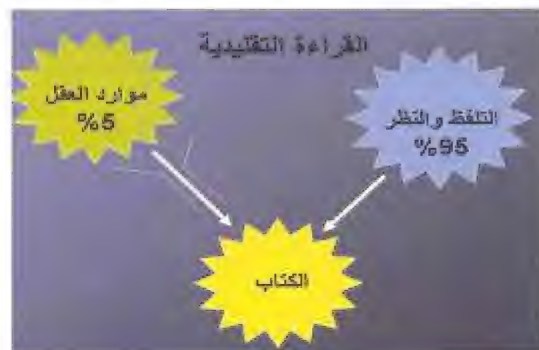 القراءة التقليدية
التلفظ والنظر
%95
موارد العقل
%5
الكتاب